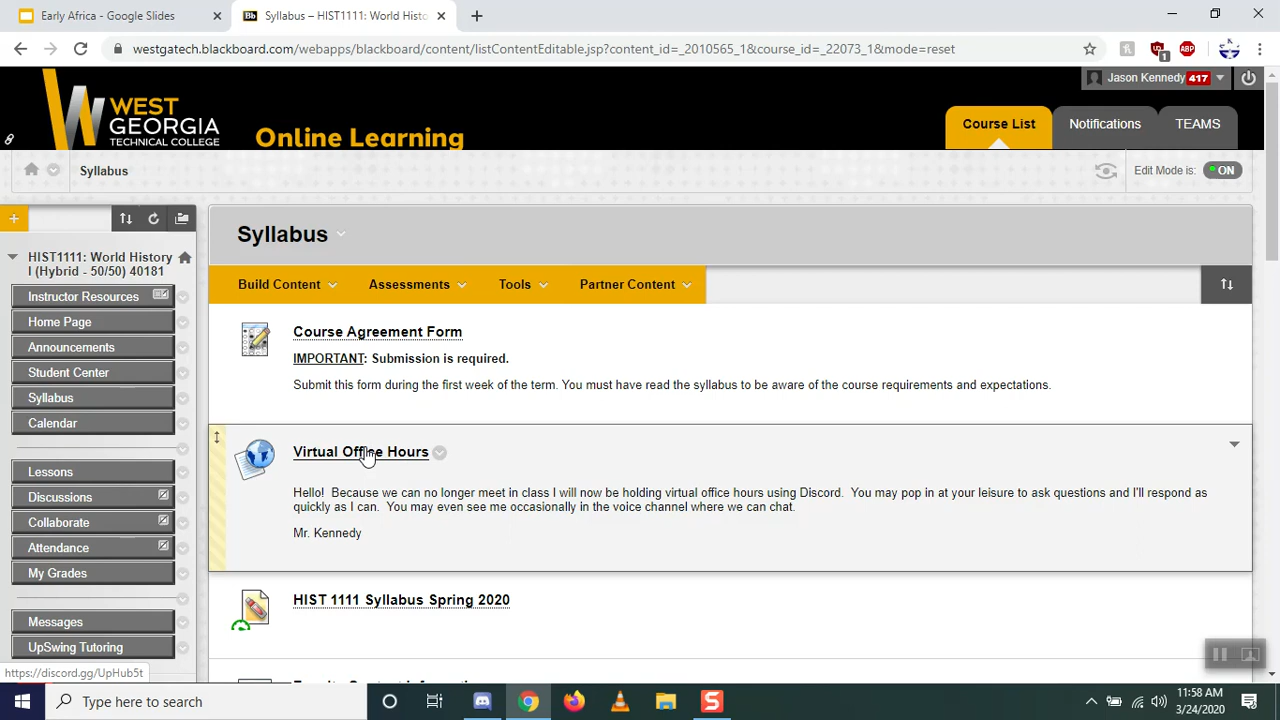 Early Africa - Google Slides
Bb Syllabus – HIST1111: World Histo
westgatech.blackboard.com/webapps/blackboard/content/listContentEditable.jsp?content_id=_2010565_1&course_id=_22073_1&mode=reset
1
ABP
Jason Kennedy 417
WEST
GEORGIA
TECHNICAL COLLEGE
Online Learning
Course List
Notifications
TEAMS
Syllabus
Edit Mode is: ON
HIST1111: World History
I (Hybrid - 50/50) 40181
Instructor Resources
Home Page
Announcements
Student Center
Syllabus
Calendar
Lessons
Discussions
Collaborate
Attendance
My Grades
Messages
UpSwing Tutoring
Syllabus
Build Content
Assessments
Tools
Partner Content
Course Agreement Form
IMPORTANT: Submission is required.
Submit this form during the first week of the term. You must have read the syllabus to be aware of the course requirements and expectations.
Virtual Office Hours
Hello! Because we can no longer meet in class I will now be holding virtual office hours using Discord. You may pop in at your leisure to ask questions and I'll respond as
quickly as I can. You may even see me occasionally in the voice channel where we can chat.
Mr. Kennedy
HIST 1111 Syllabus Spring 2020
https://discord.gg/UpHub5t
Type here to search
S
11:58 AM
3/24/2020